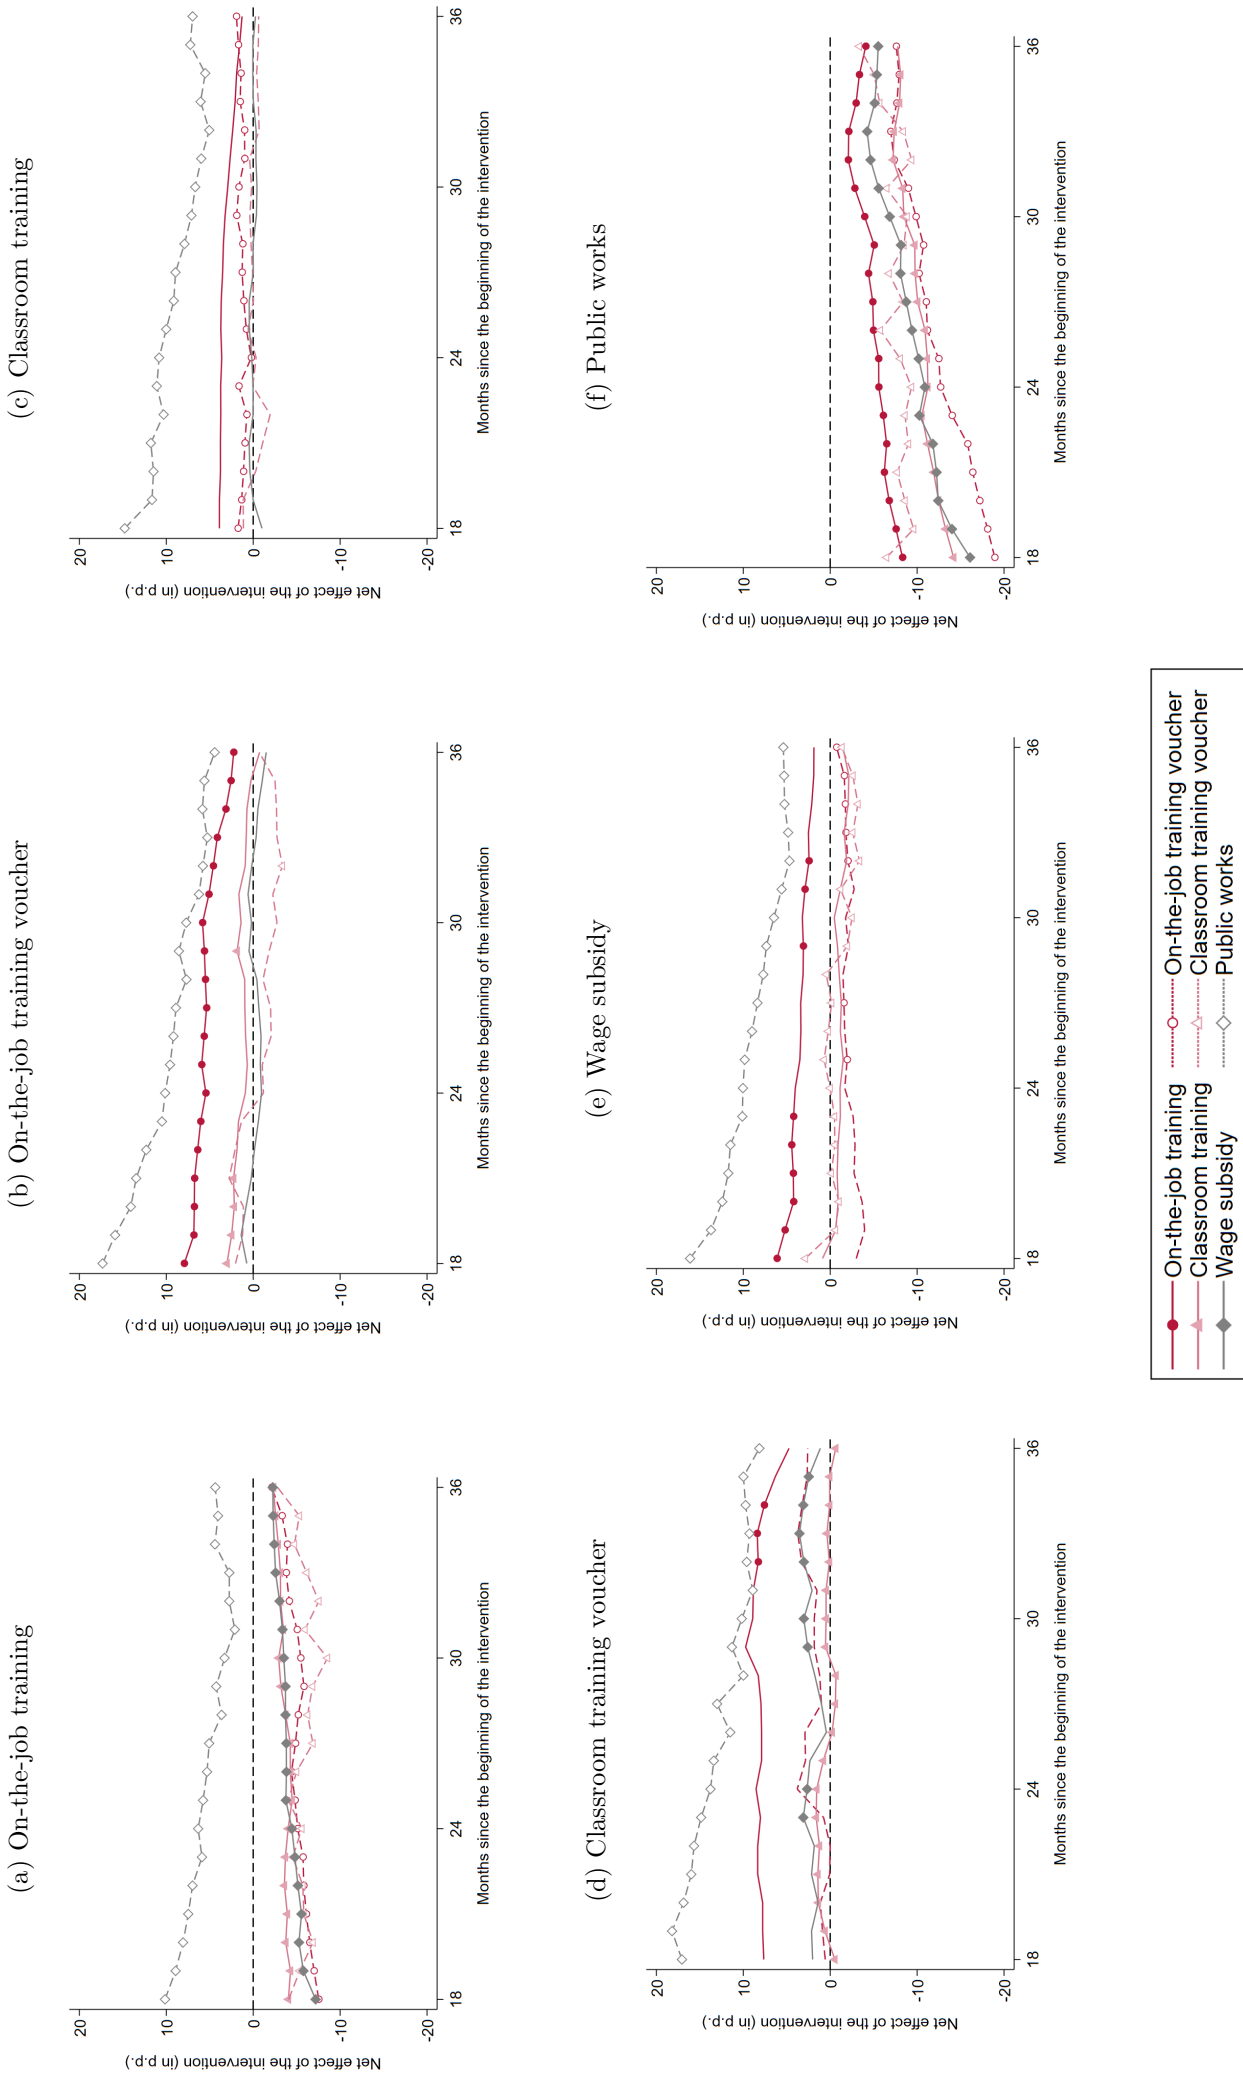 (a) On-the-job training
20
10
0
-10
-20
Net effect of the intervention (in p.p.)
18
24
30
36
Months since the beginning of the intervention
(b) On-the-job training voucher
20
10
0
-10
-20
Net effect of the intervention (in p.p.)
18
24
30
36
Months since the beginning of the intervention
(c) Classroom training
20
10
0
-10
-20
Net effect of the intervention (in p.p.)
18
24
30
36
Months since the beginning of the intervention
(d) Classroom training voucher
20
10
0
-10
-20
Net effect of the intervention (in p.p.)
18
24
30
36
Months since the beginning of the intervention
(e) Wage subsidy
20
10
0
-10
-20
Net effect of the intervention (in p.p.)
18
24
30
36
Months since the beginning of the intervention
(f) Public works
20
10
0
-10
-20
Net effect of the intervention (in p.p.)
18
24
30
36
Months since the beginning of the intervention
On-the-job training
On-the-job training voucher
Classroom training
Classroom training voucher
Wage subsidy
Public works